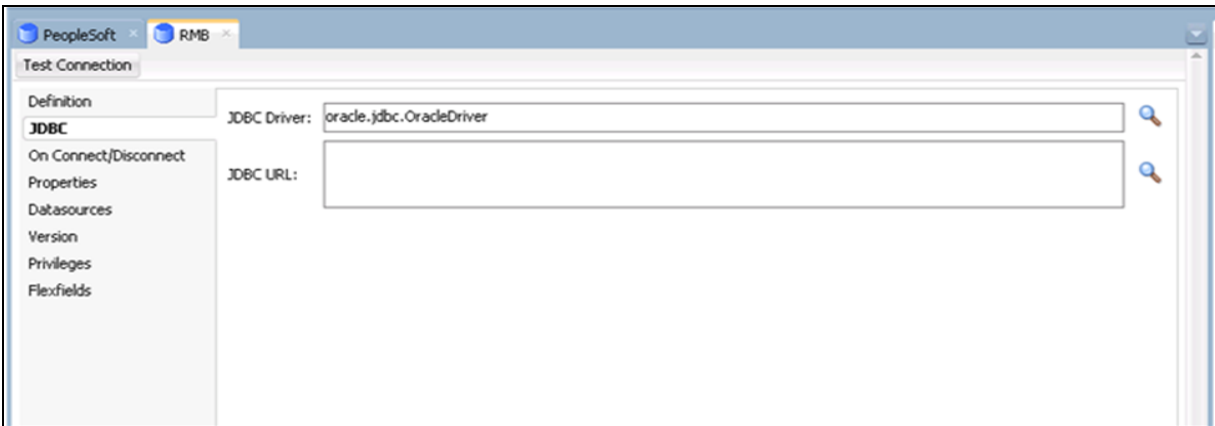 PeopleSoft
RMB
Test Connection
Definition
JDBC
On Connect/Disconnect
Properties
Datasources
Version
Privileges
Flexfields
JDBC Driver: oracle.jdbc.OracleDriver
JDBC URL: